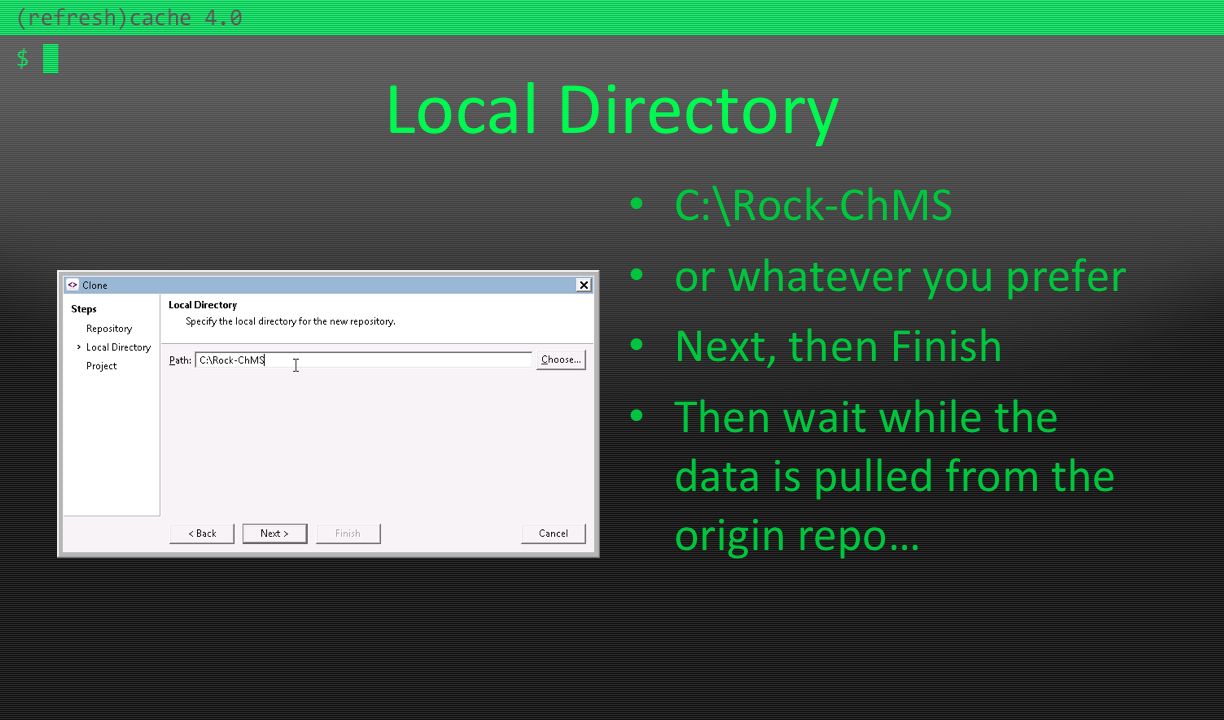 (refresh)cache 4.0
$
Local Directory
• C:\Rock-ChMS
• or whatever you prefer
• Next, then Finish
• Then wait while the
data is pulled from the
origin repo…
Clone
Steps
Repository
> Local Directory
Project
Local Directory
Specify the local directory for the new repository.
Path: C:\Rock-ChMS Choose...
< Back Next > Finish Cancel